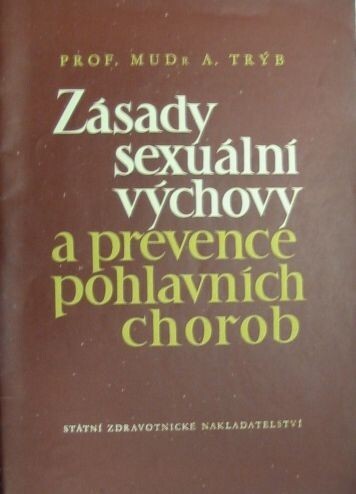 PROF. MUDR A. TRÝB
Zásady
sexuální
výchovy
a prevence
pohlavních
chorob
STÁTNÍ ZDRAVOTNICKÉ NAKLADATELSTVÍ